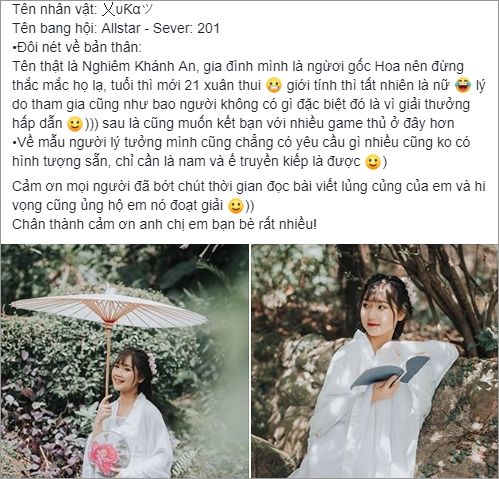 Tên nhân vật: 乂uƙαツ
Tên bang hội: Allstar - Sever: 201
•Đôi nét về bản thân:
Tên thật là Nghiêm Khánh An, gia đình mình là ngừơi gốc Hoa nên đừng
thắc mắc họ lạ, tuổi thì mới 21 xuân thui 😀 giới tính thì tất nhiên là nữ 😂 lý
do tham gia cũng như bao người không có gì đặc biệt đó là vì giải thưởng
hấp dẫn 🙂))) sau là cũng muốn kết bạn với nhiều game thủ ở đây hơn
•Về mẫu người lý tưởng mình cũng chẳng có yêu cầu gì nhiều cũng ko có
hình tượng sẵn, chỉ cần là nam và ế truyền kiếp là được 🙂)
Cảm ơn mọi người đã bớt chút thời gian đọc bài viết lủng củng của em và hi
vọng cũng ủng hộ em nó đoạt giải 🙂))
Chân thành cảm ơn anh chị em bạn bè rất nhiều!